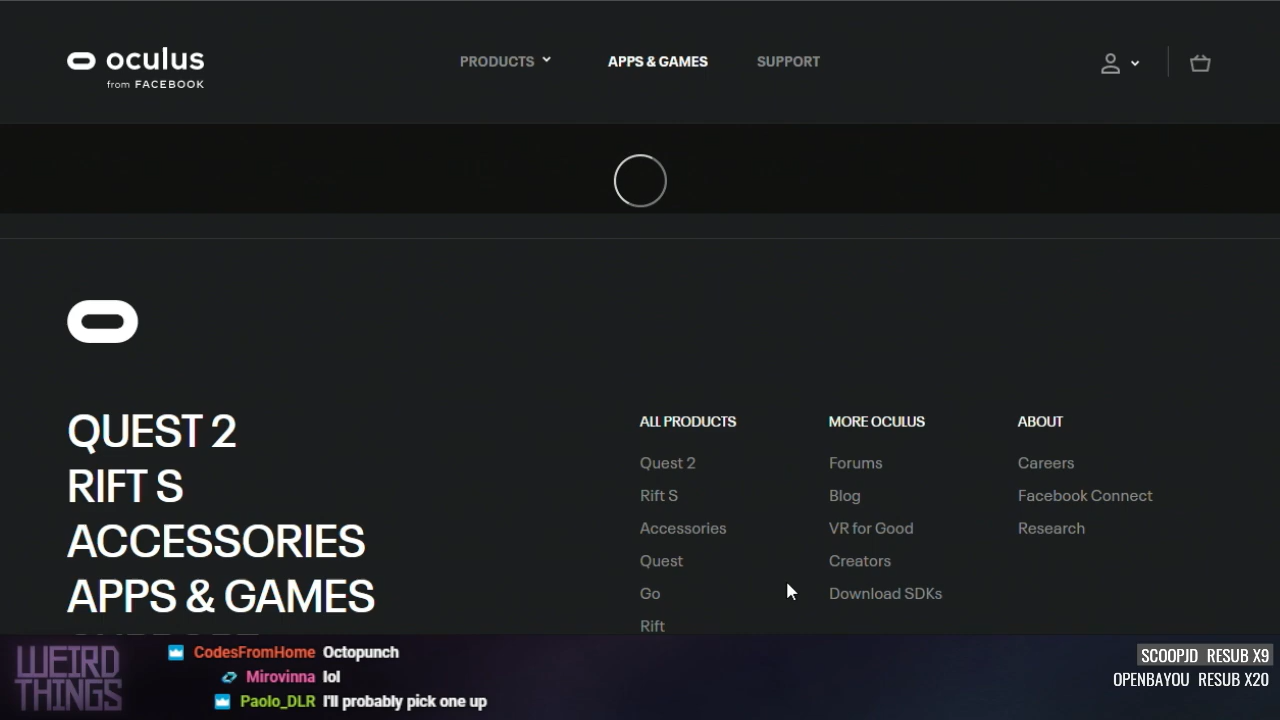 oculus
from FACEBOOK
PRODUCTS
APPS & GAMES
SUPPORT
QUEST 2
RIFT S
ACCESSORIES
APPS & GAMES
ALL PRODUCTS
Quest 2
Rift S
Accessories
Quest
Go
Rift
MORE OCULUS
Forums
Blog
VR for Good
Creators
Download SDKs
ABOUT
Careers
Facebook Connect
Research
WEIRD
THINGS
CodesFromHome Octopunch
Mirovinna lol
Paolo_DLR I'll probably pick one up
SCOOPJD RESUB X9
OPENBAYOU RESUB X20